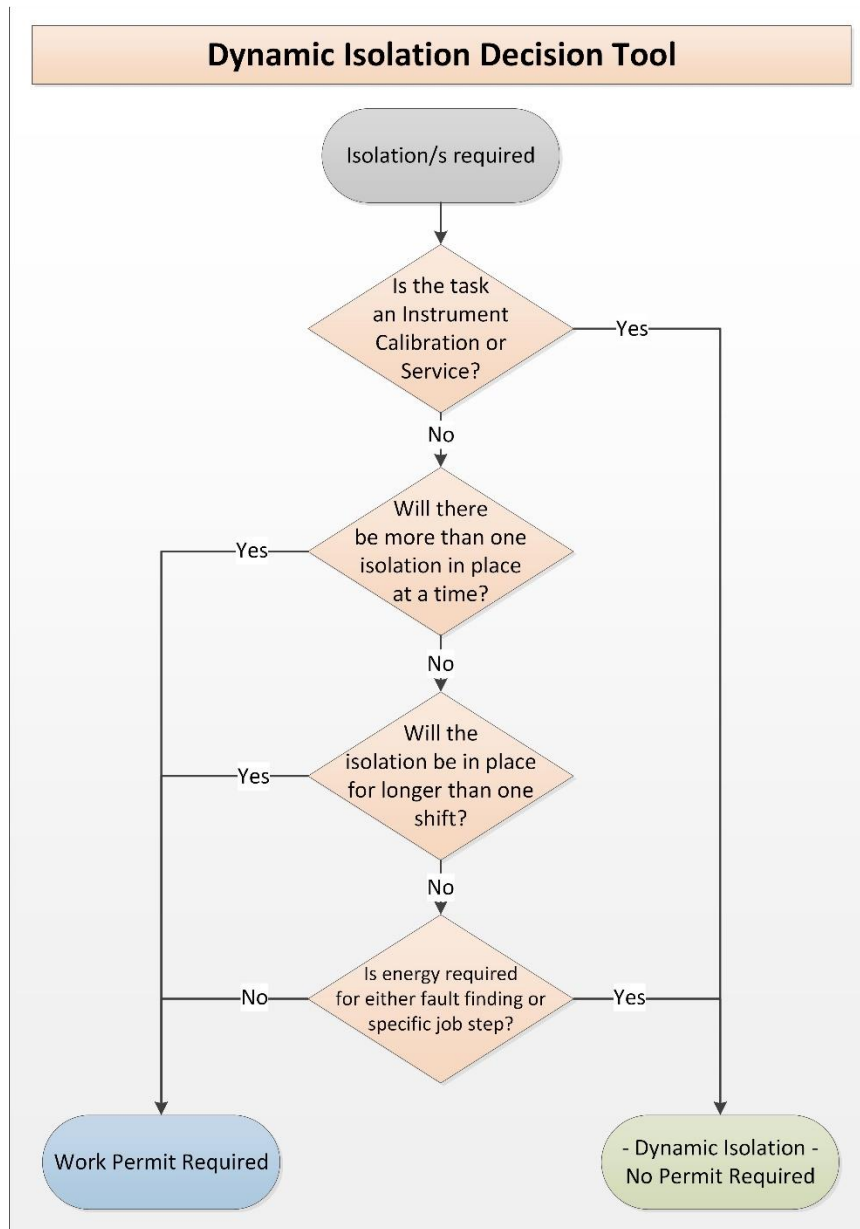 Dynamic Isolation Decision Tool
Isolation/s required
Is the task
an Instrument
Calibration or
Service?
Yes
No
Will there
be more than one
isolation in place
at a time?
Yes
No
Will the
isolation be in place
for longer than one
shift?
Yes
No
Is energy required
for either fault finding or
specific job step?
No
Yes
Work Permit Required
- Dynamic Isolation -
No Permit Required